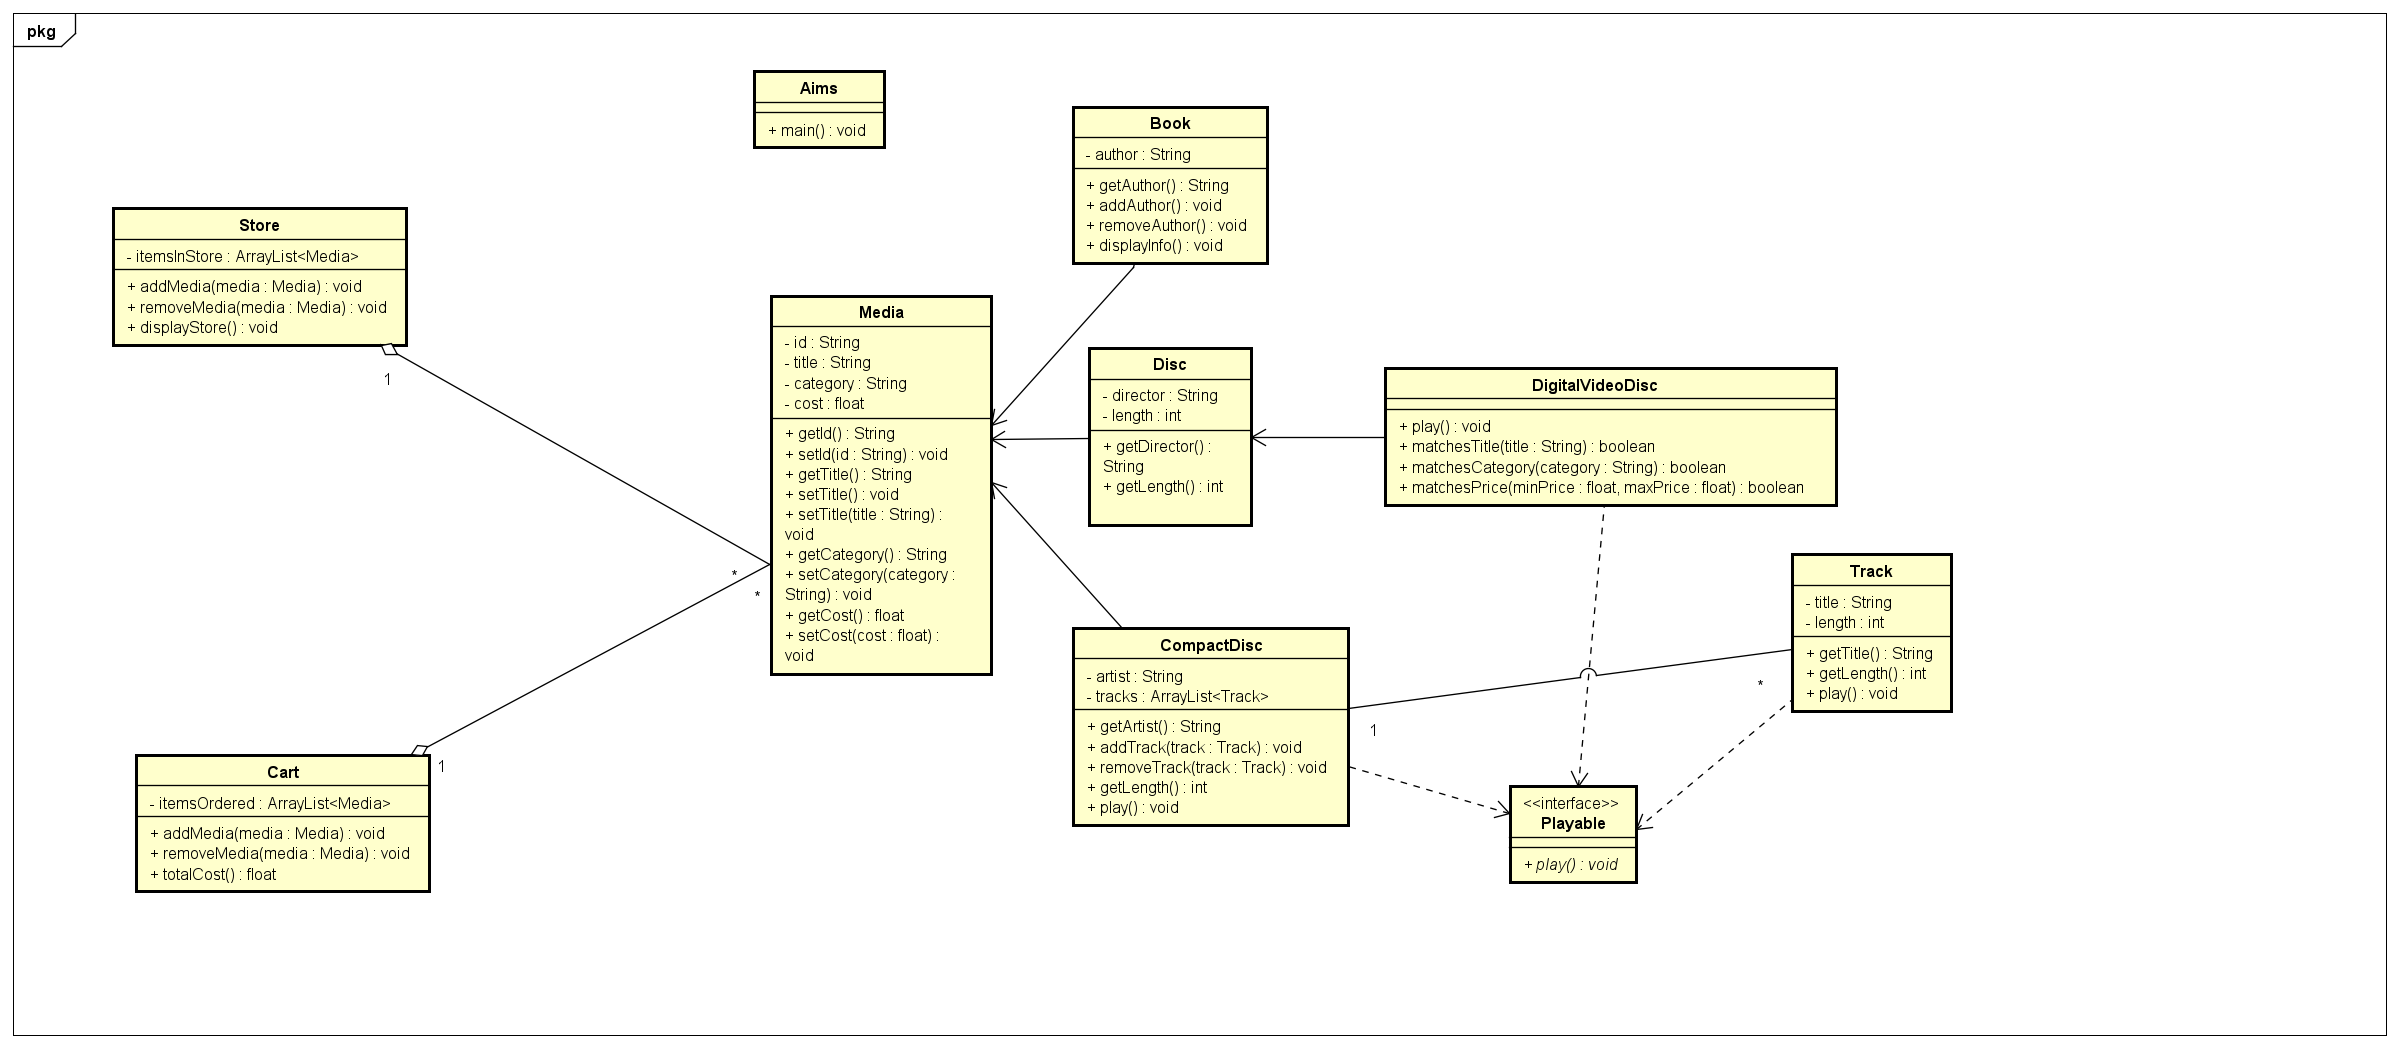 pkg
Aims
+ main() : void
Book
- author : String
+ getAuthor() : String
+ addAuthor() : void
+ removeAuthor() : void
+ displayInfo() : void
Store
- itemsInStore : ArrayList<Media>
+ addMedia(media : Media) : void
+ removeMedia(media : Media) : void
+ displayStore() : void
1
Media
- id : String
- title : String
- category : String
- cost : float
+ getId() : String
+ setId(id : String) : void
+ getTitle() : String
+ setTitle() : void
+ setTitle(title : String) :
void
+ getCategory() : String
+ setCategory(category :
String) : void
+ getCost() : float
+ setCost(cost : float) :
void
*
*
Disc
- director : String
- length : int
+ getDirector() :
String
+ getLength() : int
DigitalVideoDisc
+ play() : void
+ matchesTitle(title : String) : boolean
+ matchesCategory(category : String) : boolean
+ matchesPrice(minPrice : float, maxPrice : float) : boolean
Track
- title : String
- length : int
+ getTitle() : String
+ getLength() : int
+ play() : void
*
CompactDisc
- artist : String
- tracks : ArrayList<Track>
+ getArtist() : String
+ addTrack(track : Track) : void
+ removeTrack(track : Track) : void
+ getLength() : int
+ play() : void
1
Cart
- itemsOrdered : ArrayList<Media>
+ addMedia(media : Media) : void
+ removeMedia(media : Media) : void
+ totalCost() : float
1
<<interface>>
Playable
+ play() : void